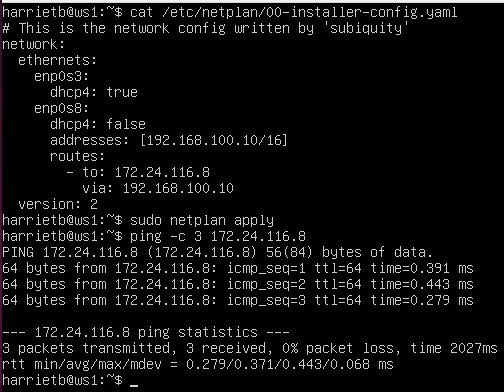 harrietb@ws1:~$ cat /etc/netplan/00-installer-config.yaml
# This is the network config written by 'subiquity'
network:
  ethernets:
    enp0s3:
      dhcp4: true
    enp0s8:
      dhcp4: false
      addresses: [192.168.100.10/16]
      routes:
        - to: 172.24.116.8
          via: 192.168.100.10
  version: 2
harrietb@ws1:~$ sudo netplan apply
harrietb@ws1:~$ ping -c 3 172.24.116.8
PING 172.24.116.8 (172.24.116.8) 56(84) bytes of data.
64 bytes from 172.24.116.8: icmp_seq=1 ttl=64 time=0.391 ms
64 bytes from 172.24.116.8: icmp_seq=2 ttl=64 time=0.443 ms
64 bytes from 172.24.116.8: icmp_seq=3 ttl=64 time=0.279 ms

--- 172.24.116.8 ping statistics ---
3 packets transmitted, 3 received, 0% packet loss, time 2027ms
rtt min/avg/max/mdev = 0.279/0.371/0.443/0.068 ms
harrietb@ws1:~$ _